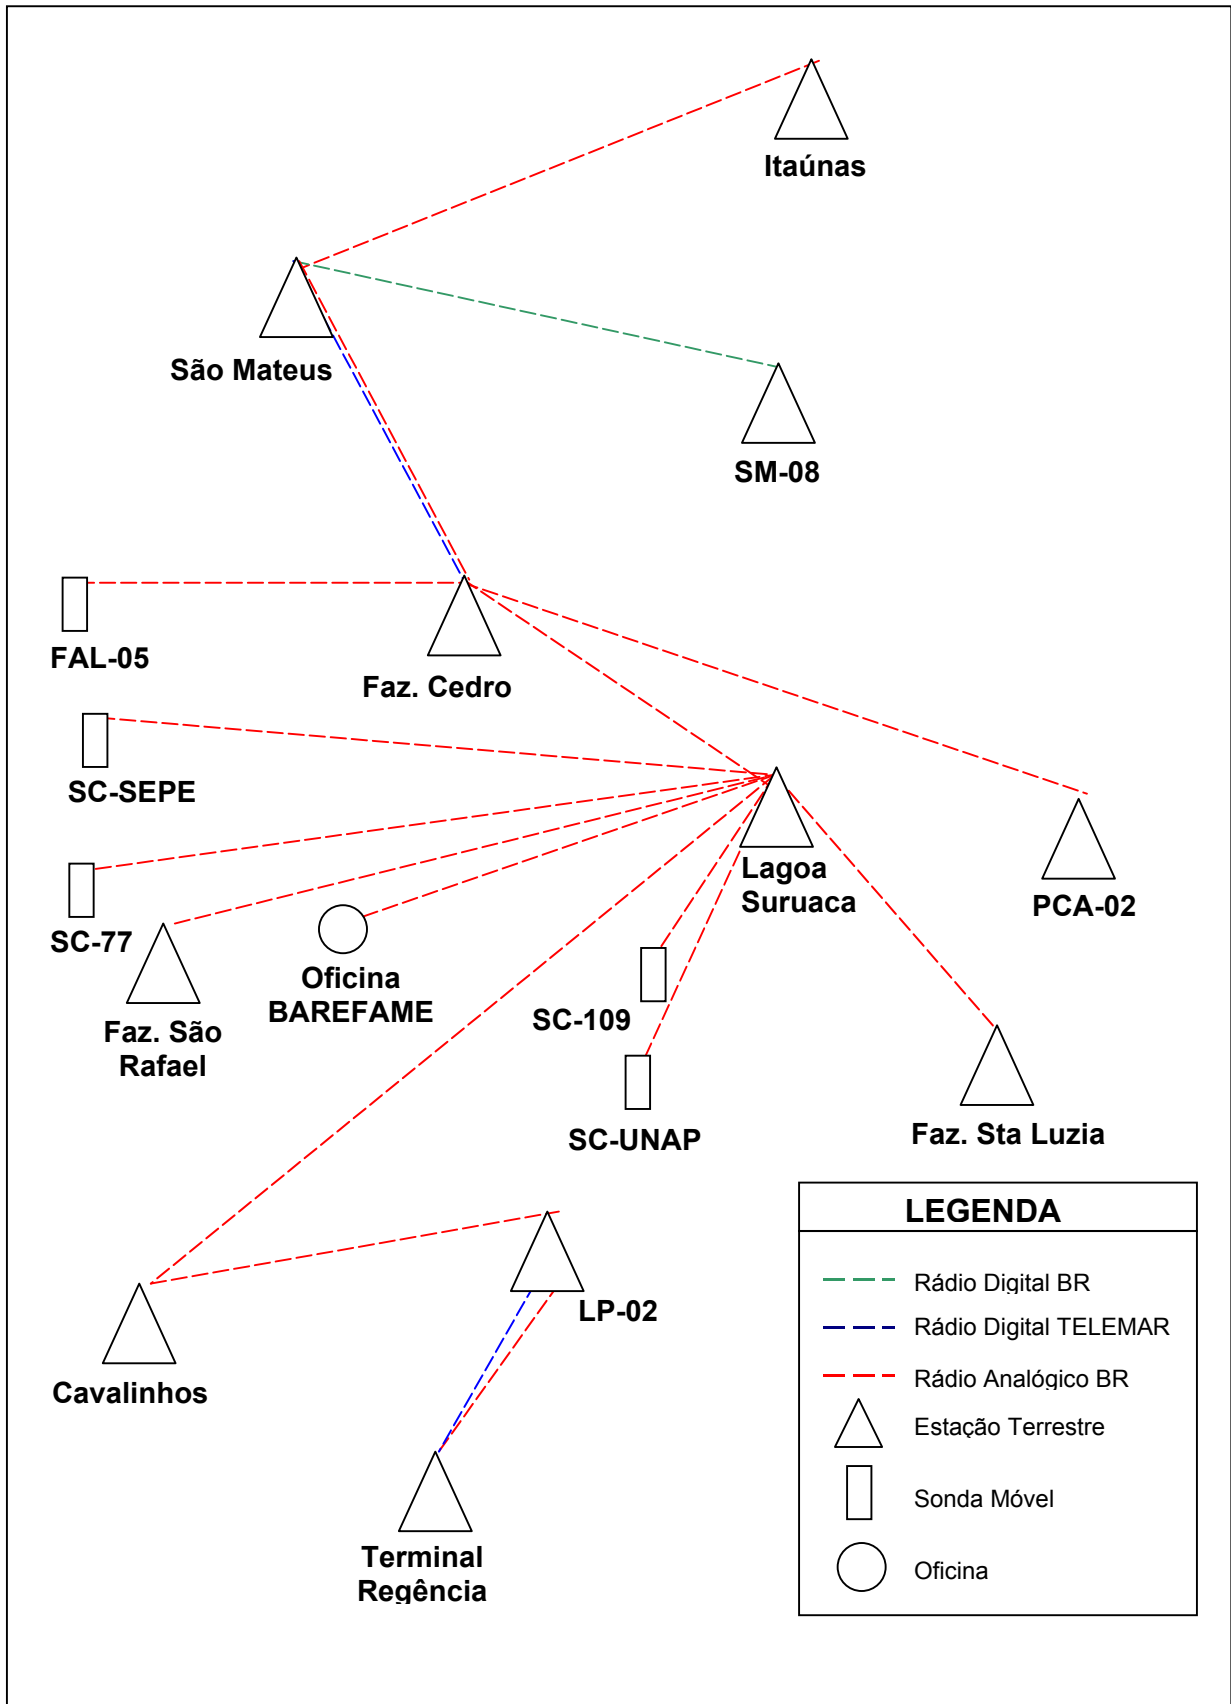 Itaúnas
São Mateus
SM-08
FAL-05
Faz. Cedro
SC-SEPE
Lagoa
Suruaca
PCA-02
SC-77
Oficina
BAREFAME
SC-109
Faz. São
Rafael
SC-UNAP
Faz. Sta Luzia
LEGENDA
Rádio Digital BR
Rádio Digital TELEMAR
Rádio Analógico BR
Estação Terrestre
Sonda Móvel
Oficina
LP-02
Cavalinhos
Terminal
Regência